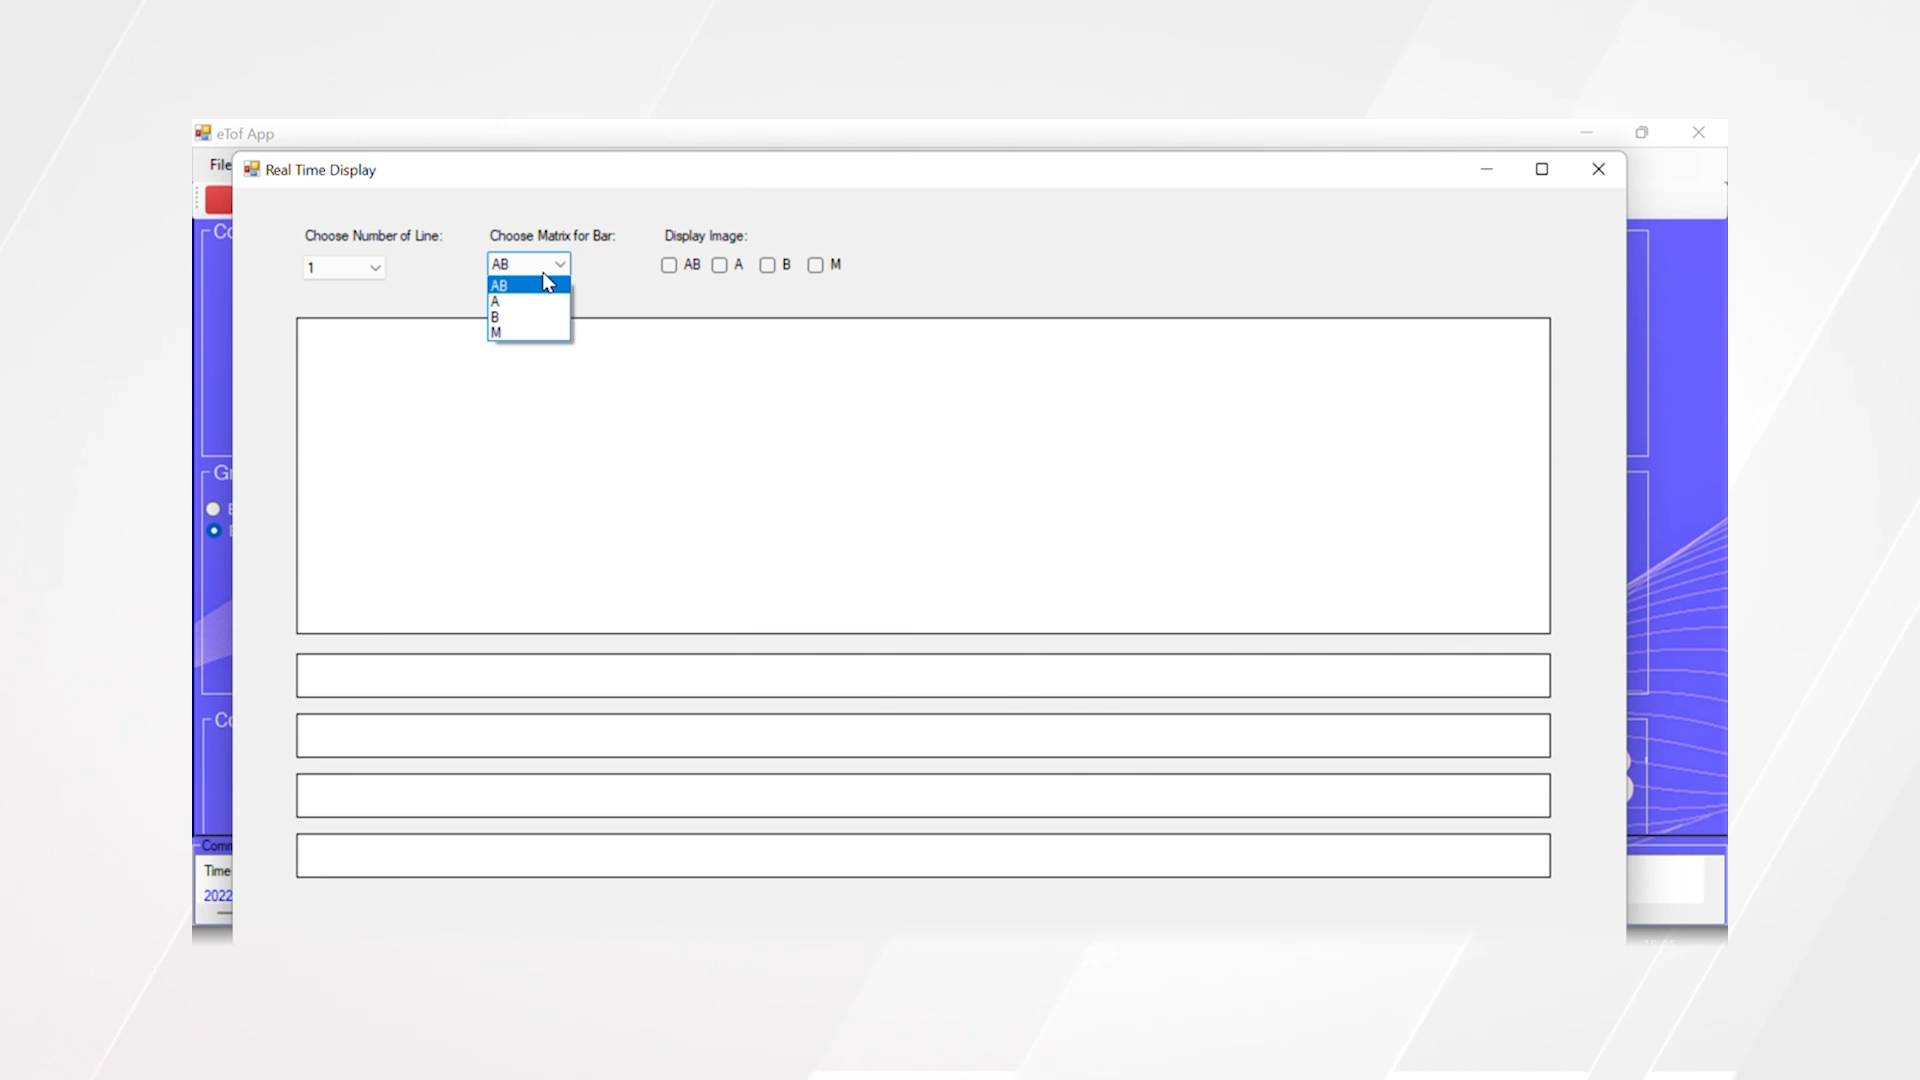 eTof App
File
Real Time Display
Choose Number of Line: Choose Matrix for Bar: Display Image:
1 AB AB A B M
AB
A
B
M
Time
2022